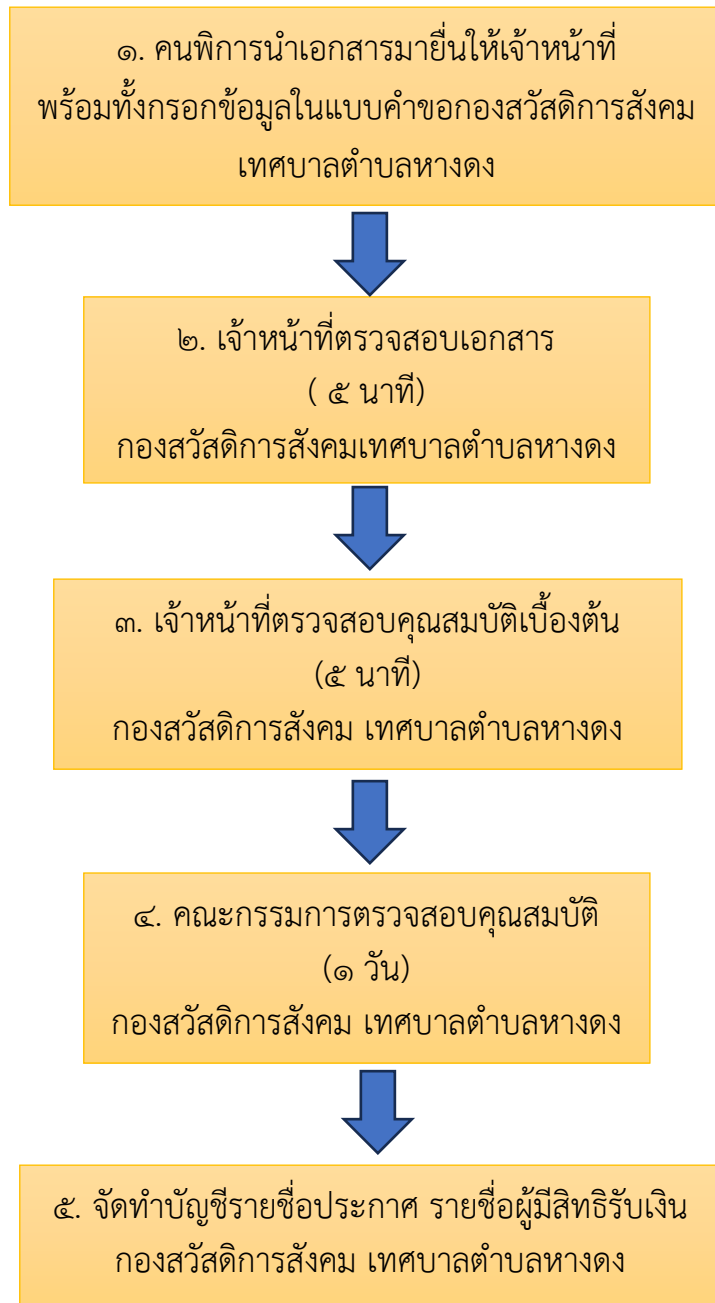 ๑. คนพิการนำเอกสารมายื่นให้เจ้าหน้าที่
พร้อมทั้งกรอกข้อมูลในแบบคำขอกองสวัสดิการสังคม
เทศบาลตำบลหางดง
๒. เจ้าหน้าที่ตรวจสอบเอกสาร
( ๕ นาที)
กองสวัสดิการสังคมเทศบาลตำบลหางดง
๓. เจ้าหน้าที่ตรวจสอบคุณสมบัติเบื้องต้น
(๕ นาที)
กองสวัสดิการสังคม เทศบาลตำบลหางดง
๔. คณะกรรมการตรวจสอบคุณสมบัติ
(๑ วัน)
กองสวัสดิการสังคม เทศบาลตำบลหางดง
๕. จัดทำบัญชีรายชื่อประกาศ รายชื่อผู้มีสิทธิรับเงิน
กองสวัสดิการสังคม เทศบาลตำบลหางดง